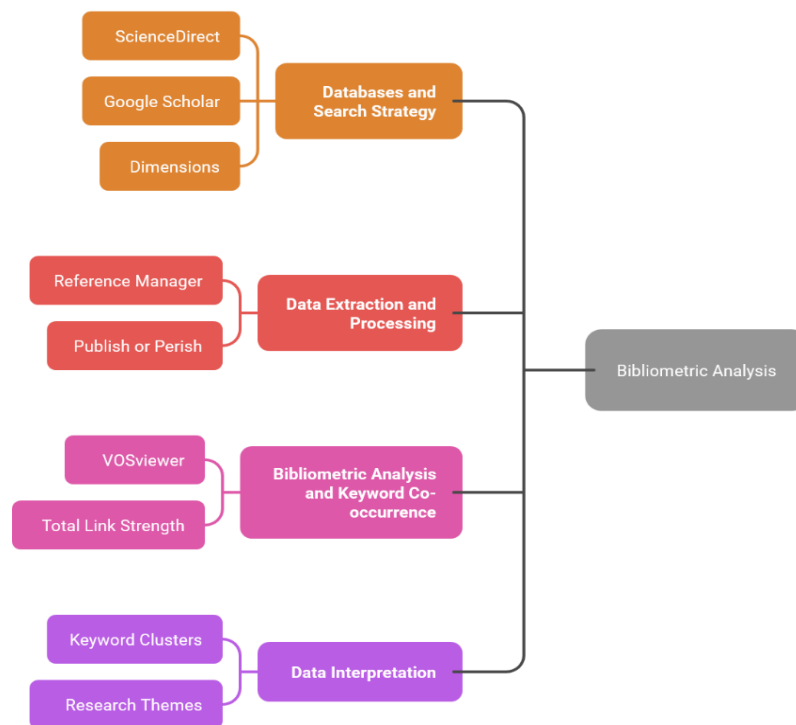 ScienceDirect
Google Scholar
Dimensions
Databases and
Search Strategy
Reference Manager
Publish or Perish
Data Extraction and
Processing
Bibliometric Analysis
VOSviewer
Total Link Strength
Bibliometric Analysis
and Keyword Co-
occurrence
Keyword Clusters
Research Themes
Data Interpretation